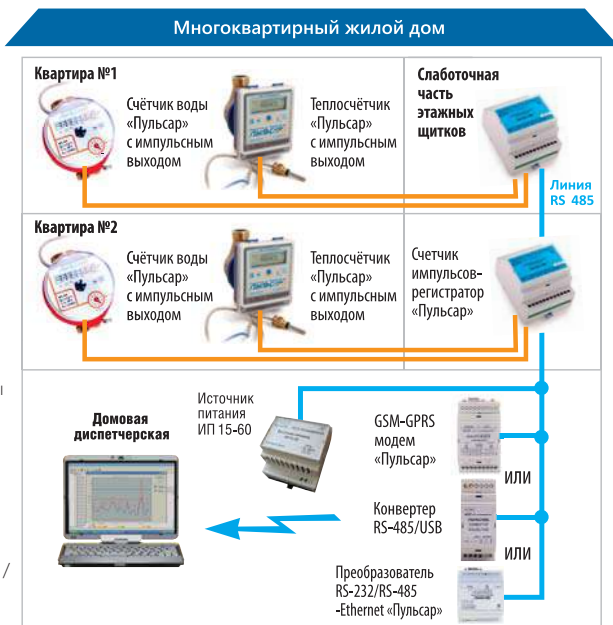 Многоквартирный жилой дом
Квартира №1
Счётчик воды
«Пульсар»
с импульсным
выходом
Теплосчётчик
«Пульсар»
с импульсным
выходом
Слаботочная
часть
этажных
щитков
Линия
RS 485
Квартира №2
Счётчик воды
«Пульсар»
с импульсным
выходом
Теплосчётчик
«Пульсар»
с импульсным
выходом
Счетчик
импульсов-
регистратор
«Пульсар»
ы
Домовая
диспетчерская
Источник
питания
ИП 15-60
GSM-GPRS
модем
«Пульсар»
ИЛИ
Конвертер
RS-485/USB
ИЛИ
/
Преобразователь
RS-232/RS-485
-Ethernet «Пульсар»